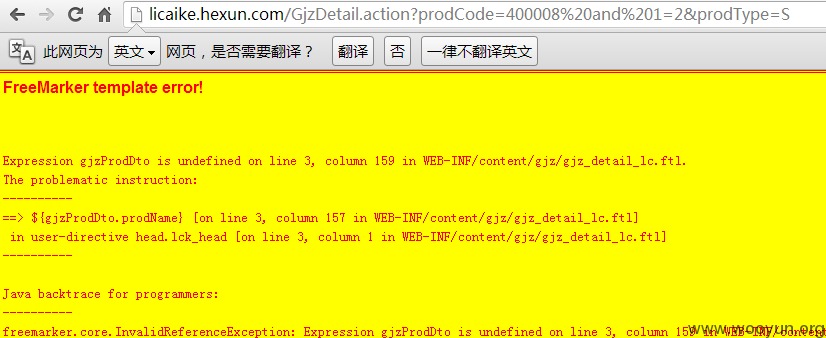 licaike.hexun.com/GjzDetail.action?prodCode=400008%20and%201=2&prodType=S
此网页为 英文 网页，是否需要翻译？ 翻译 否 一律不翻译英文
FreeMarker template error!
Expression gjzProdDto is undefined on line 3, column 159 in WEB-INF/content/gjz/gjz_detail_lc.ftl.
The problematic instruction:
----------
==> ${gjzProdDto.prodName} [on line 3, column 157 in WEB-INF/content/gjz/gjz_detail_lc.ftl]
in user-directive head.lck_head [on line 3, column 1 in WEB-INF/content/gjz/gjz_detail_lc.ftl]
----------
Java backtrace for programmers:
----------
freemarker.core.InvalidReferenceException: Expression gjzProdDto is undefined on line 3, column 159 in WEB-INF/content
www.wooyun.org